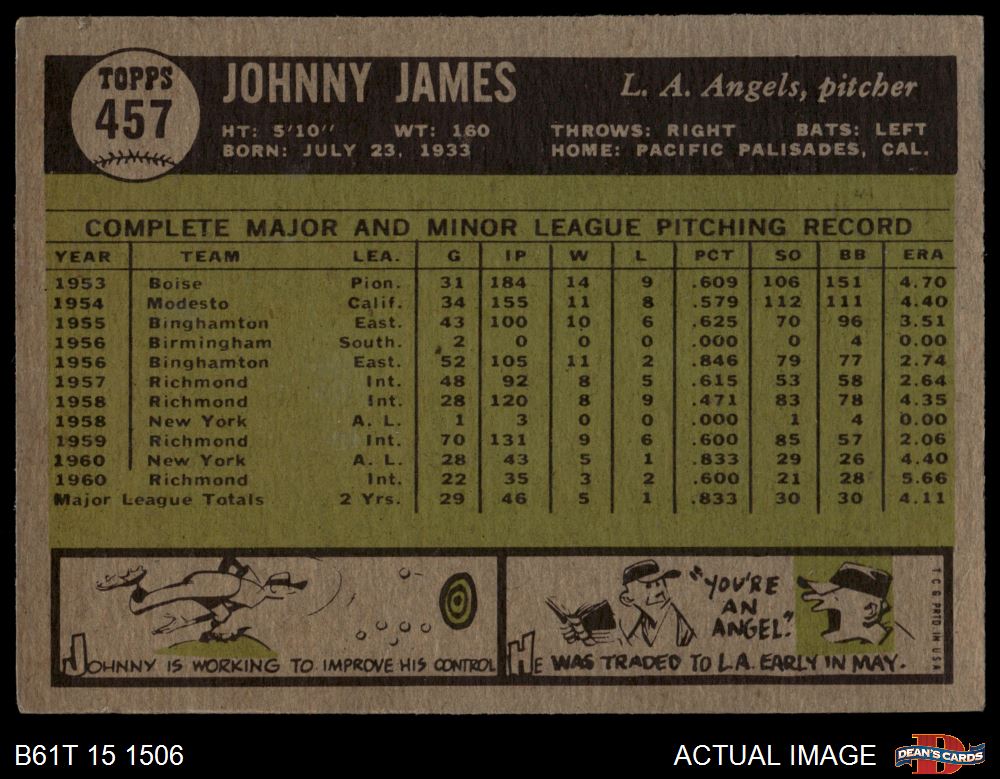 TOPPS
457
JOHNNY JAMES
L. A. Angels, pitcher
HT: 5'10" WT: 160 THROWS: RIGHT BATS: LEFT
BORN: JULY 23, 1933 HOME: PACIFIC PALISADES, CAL.
COMPLETE MAJOR AND MINOR LEAGUE PITCHING RECORD
YEAR TEAM LEA. G IP W L PCT SO BB ERA
1953 Boise Pion. 31 184 14 9 .609 106 151 4.70
1954 Modesto Calif. 34 155 11 8 .579 112 111 4.40
1955 Binghamton East. 43 100 10 6 .625 70 96 3.51
1956 Birmingham South. 2 0 0 0 .000 0 4 0.00
1956 Binghamton East. 52 105 11 2 .846 79 77 2.74
1957 Richmond Int. 48 92 8 5 .615 53 58 2.64
1958 Richmond Int. 28 120 8 9 .471 83 78 4.35
1958 New York A. L. 1 3 0 0 .000 1 4 0.00
1959 Richmond Int. 70 131 9 6 .600 85 57 2.06
1960 New York A. L. 28 43 5 1 .833 29 26 4.40
1960 Richmond Int. 22 35 3 2 .600 21 28 5.66
Major League Totals 2 Yrs. 29 46 5 1 .833 30 30 4.11
JOHNNY IS WORKING TO IMPROVE HIS CONTROL
"YOU'RE
AN
ANGEL."
HE WAS TRADED TO L.A. EARLY IN MAY.
T.C.G. PRTD. IN U.S.A.
B61T 15 1506
ACTUAL IMAGE
DEAN'S CARDS